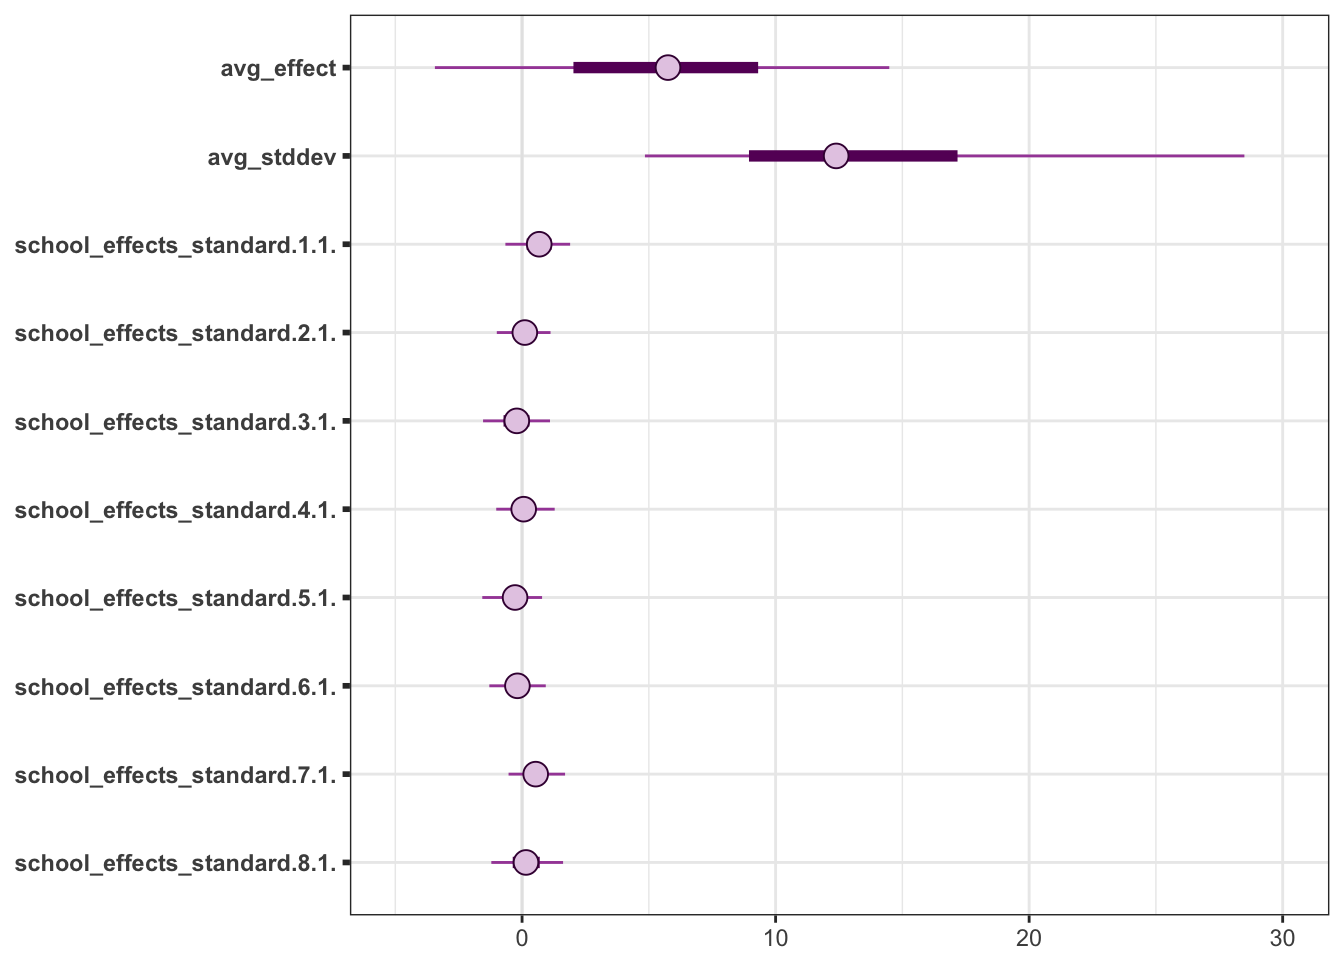 avg_effect
avg_stddev
school_effects_standard.1.1.
school_effects_standard.2.1.
school_effects_standard.3.1.
school_effects_standard.4.1.
school_effects_standard.5.1.
school_effects_standard.6.1.
school_effects_standard.7.1.
school_effects_standard.8.1.
0 10 20 30